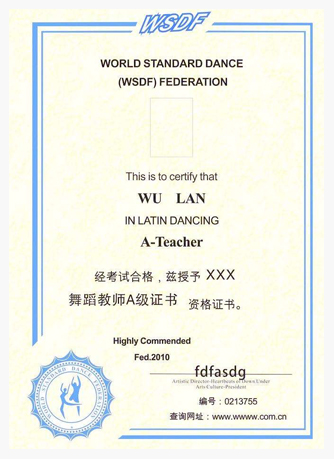 WSDF
WORLD STANDARD DANCE
(WSDF) FEDERATION
This is to certify that
WU LAN
IN LATIN DANCING
A-Teacher
经考试合格，兹授予 XXX
舞蹈教师A级证书 资格证书。
Highly Commended
Fed.2010
fdfasdg
Artistic Director-Heartbeats of Down Under
Arts-Culture-President
WORLD STANDARD DANCE FEDERATION
编号：0213755
查询网址：www.wwww.com.cn